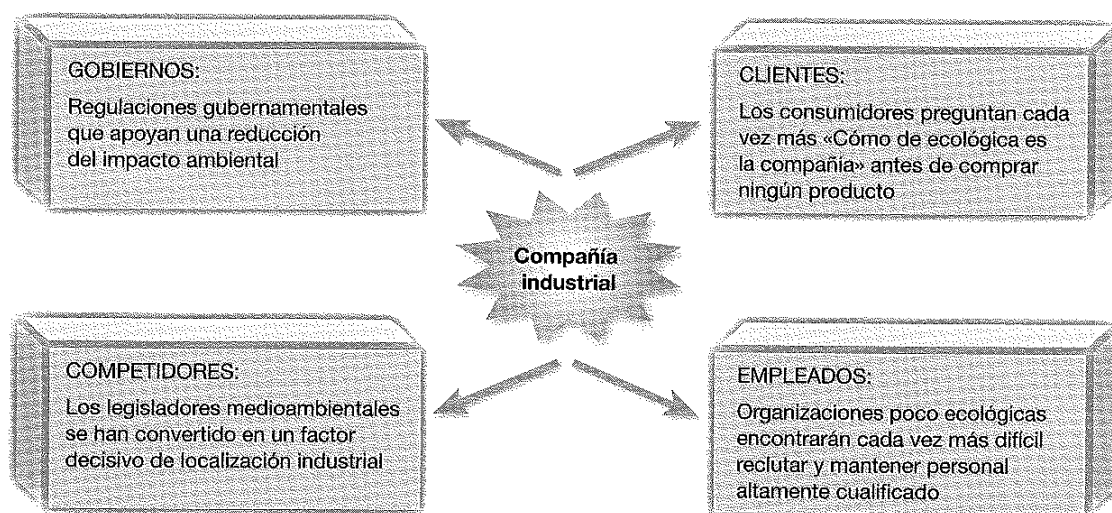 GOBIERNOS:
Regulaciones gubernamentales
que apoyan una reducción
del impacto ambiental
CLIENTES:
Los consumidores preguntan cada
vez más «Cómo de ecológica es
la compañia» antes de comprar
ningún producto
Compañía
industrial
COMPETIDORES:
Los legisladores medioambientales
se han convertido en un factor
decisivo de localización industrial
EMPLEADOS:
Organizaciones poco ecológicas
encontrarán cada vez más difícil
reclutar y mantener personal
altamente cualificado